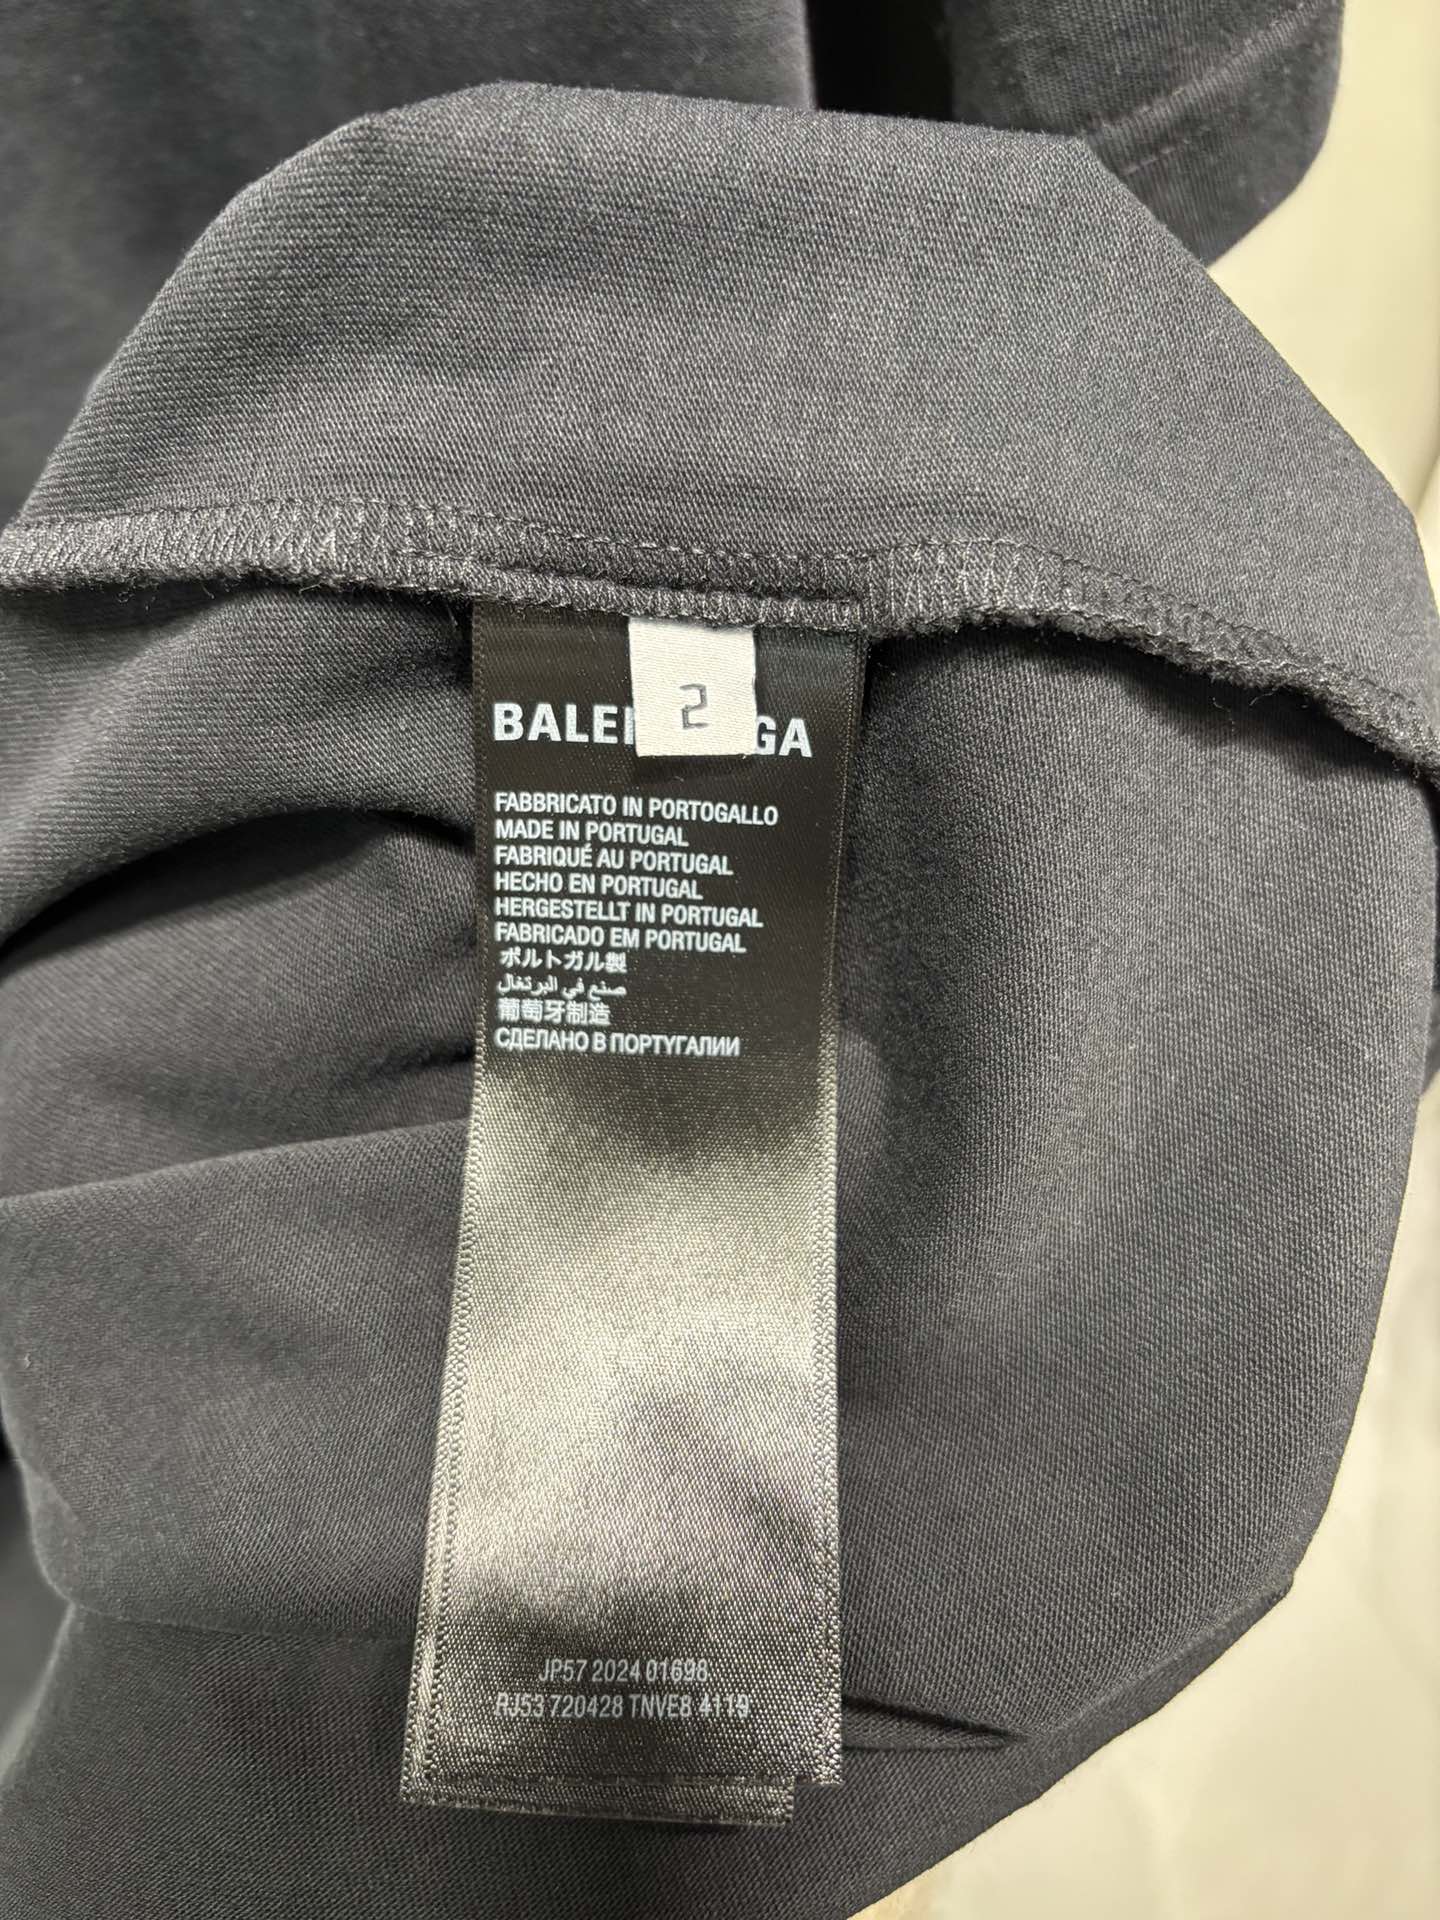 2
BALEN GA
FABBRICATO IN PORTOGALLO
MADE IN PORTUGAL
FABRIQUÉ AU PORTUGAL
HECHO EN PORTUGAL
HERGESTELLT IN PORTUGAL
FABRICADO EM PORTUGAL
ポルトガル製
صنع في البرتغال
葡萄牙制造
СДЕЛАНО В ПОРТУГАЛИИ
JP57 2024 01698
RJ53 720428 TNVE8 4119